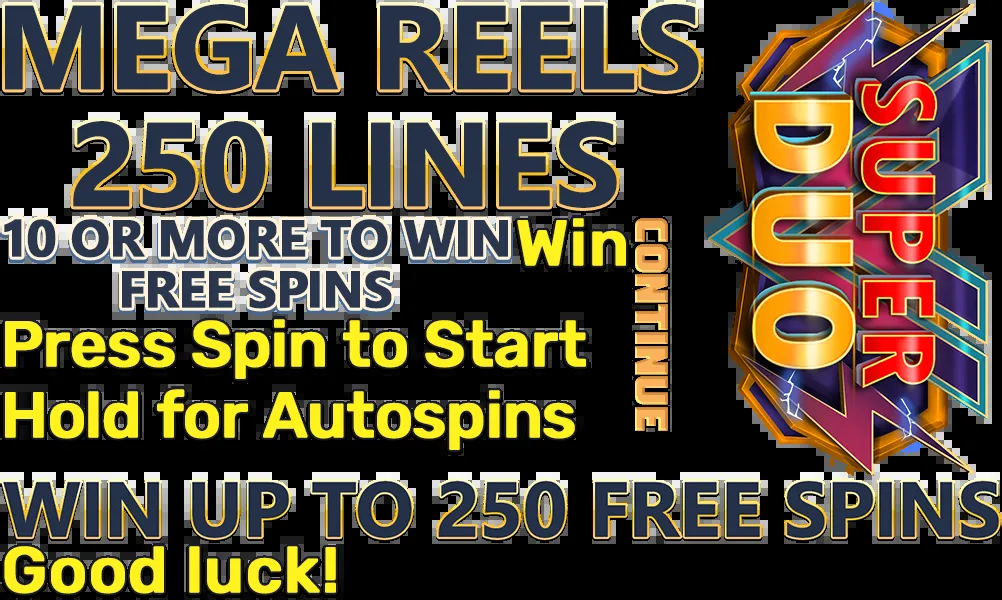 MEGA REELS
250 LINES
10 OR MORE TO WIN
FREE SPINS
Win
CONTINUE
SUPER
DUO
Press Spin to Start
Hold for Autospins
WIN UP TO 250 FREE SPINS
Good luck!